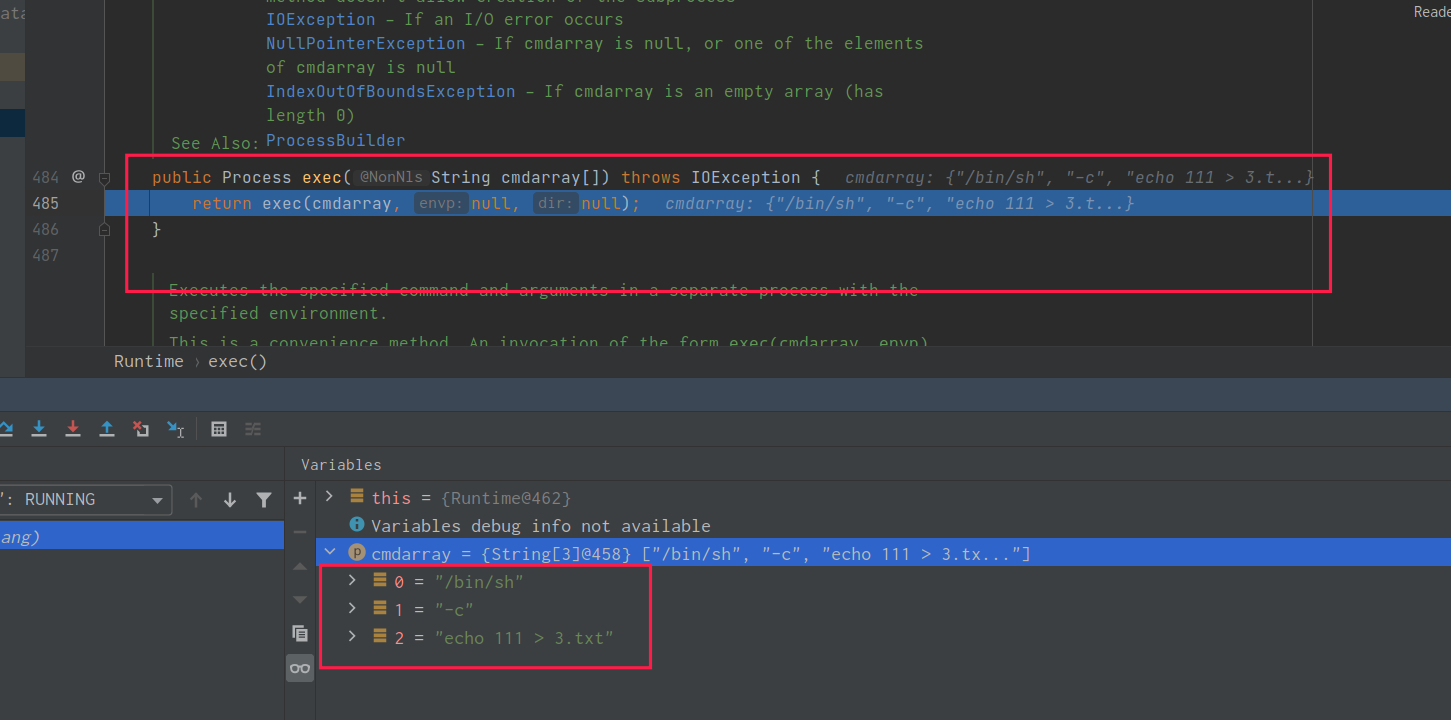 ata
Reade
IOException – If an I/O error occurs
NullPointerException – If cmdarray is null, or one of the elements
of cmdarray is null
IndexOutOfBoundsException – If cmdarray is an empty array (has
length 0)
See Also: ProcessBuilder
484 @ public Process exec( @NonNls String cmdarray[]) throws IOException { cmdarray: {"/bin/sh", "-c", "echo 111 > 3.t...}
485 return exec(cmdarray, envp: null, dir: null); cmdarray: {"/bin/sh", "-c", "echo 111 > 3.t...}
486 }
487
Executes the specified command and arguments in a separate process with the
specified environment.
This is a convenience method. An invocation of the form exec(cmdarray, envp)
Runtime › exec()
Variables
": RUNNING
this = {Runtime@462}
Variables debug info not available
ang)
cmdarray = {String[3]@458} ["/bin/sh", "-c", "echo 111 > 3.tx..."]
0 = "/bin/sh"
1 = "-c"
2 = "echo 111 > 3.txt"